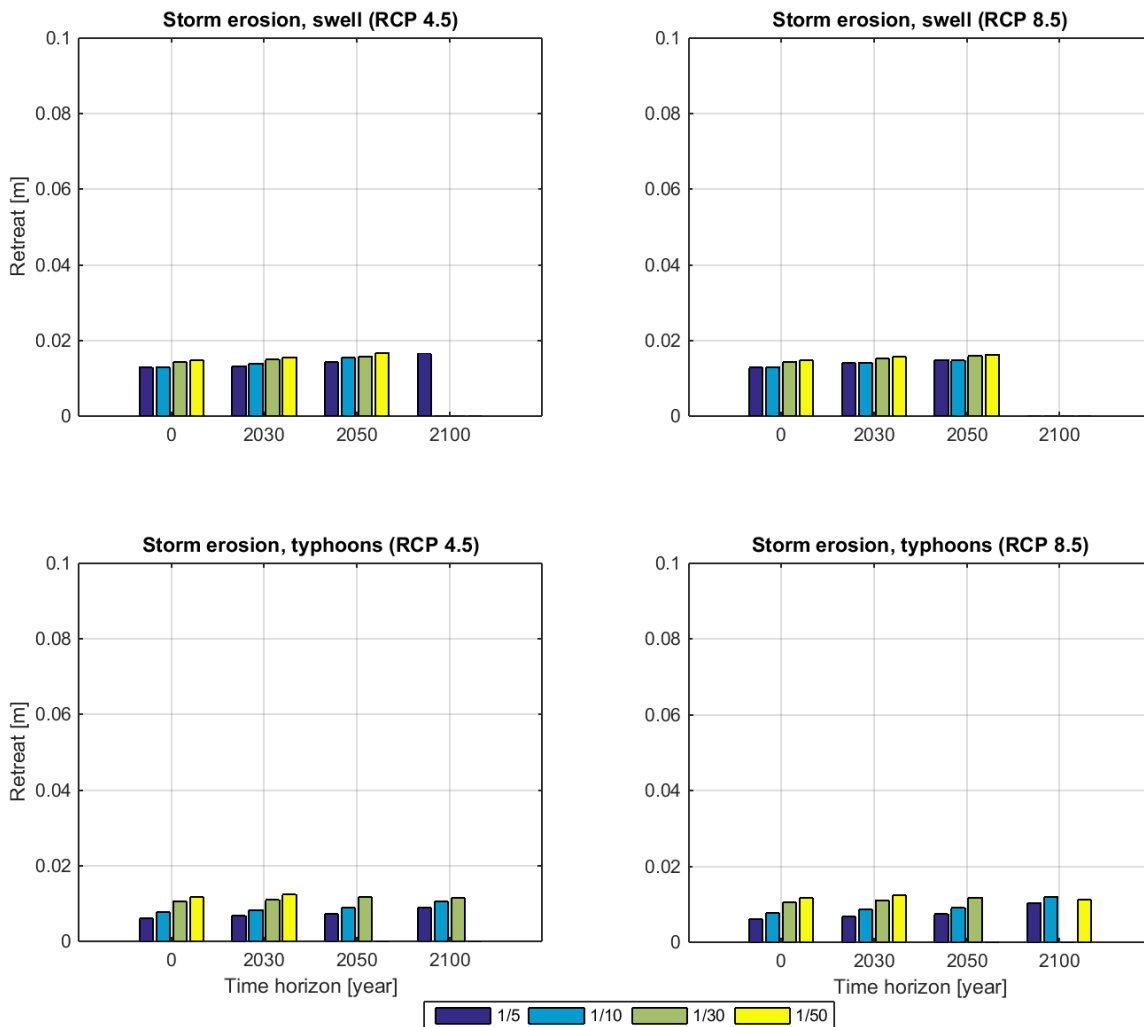 Storm erosion, swell (RCP 4.5)
0.1
0.08
0.06
0.04
0.02
0
Retreat [m]
0 2030 2050 2100
Storm erosion, swell (RCP 8.5)
0.1
0.08
0.06
0.04
0.02
0
0 2030 2050 2100
Storm erosion, typhoons (RCP 4.5)
0.1
0.08
0.06
0.04
0.02
0
Retreat [m]
0 2030 2050 2100
Time horizon [year]
Storm erosion, typhoons (RCP 8.5)
0.1
0.08
0.06
0.04
0.02
0
0 2030 2050 2100
Time horizon [year]
1/5 1/10 1/30 1/50